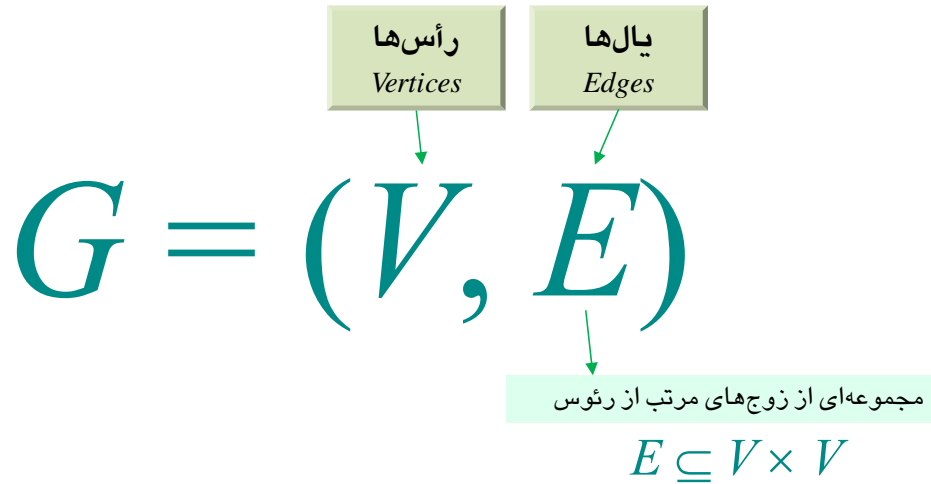 رأس‌ها
Vertices
یال‌ها
Edges
G = (V, E)
مجموعه‌ای از زوج‌های مرتب از رئوس
E ⊆ V × V